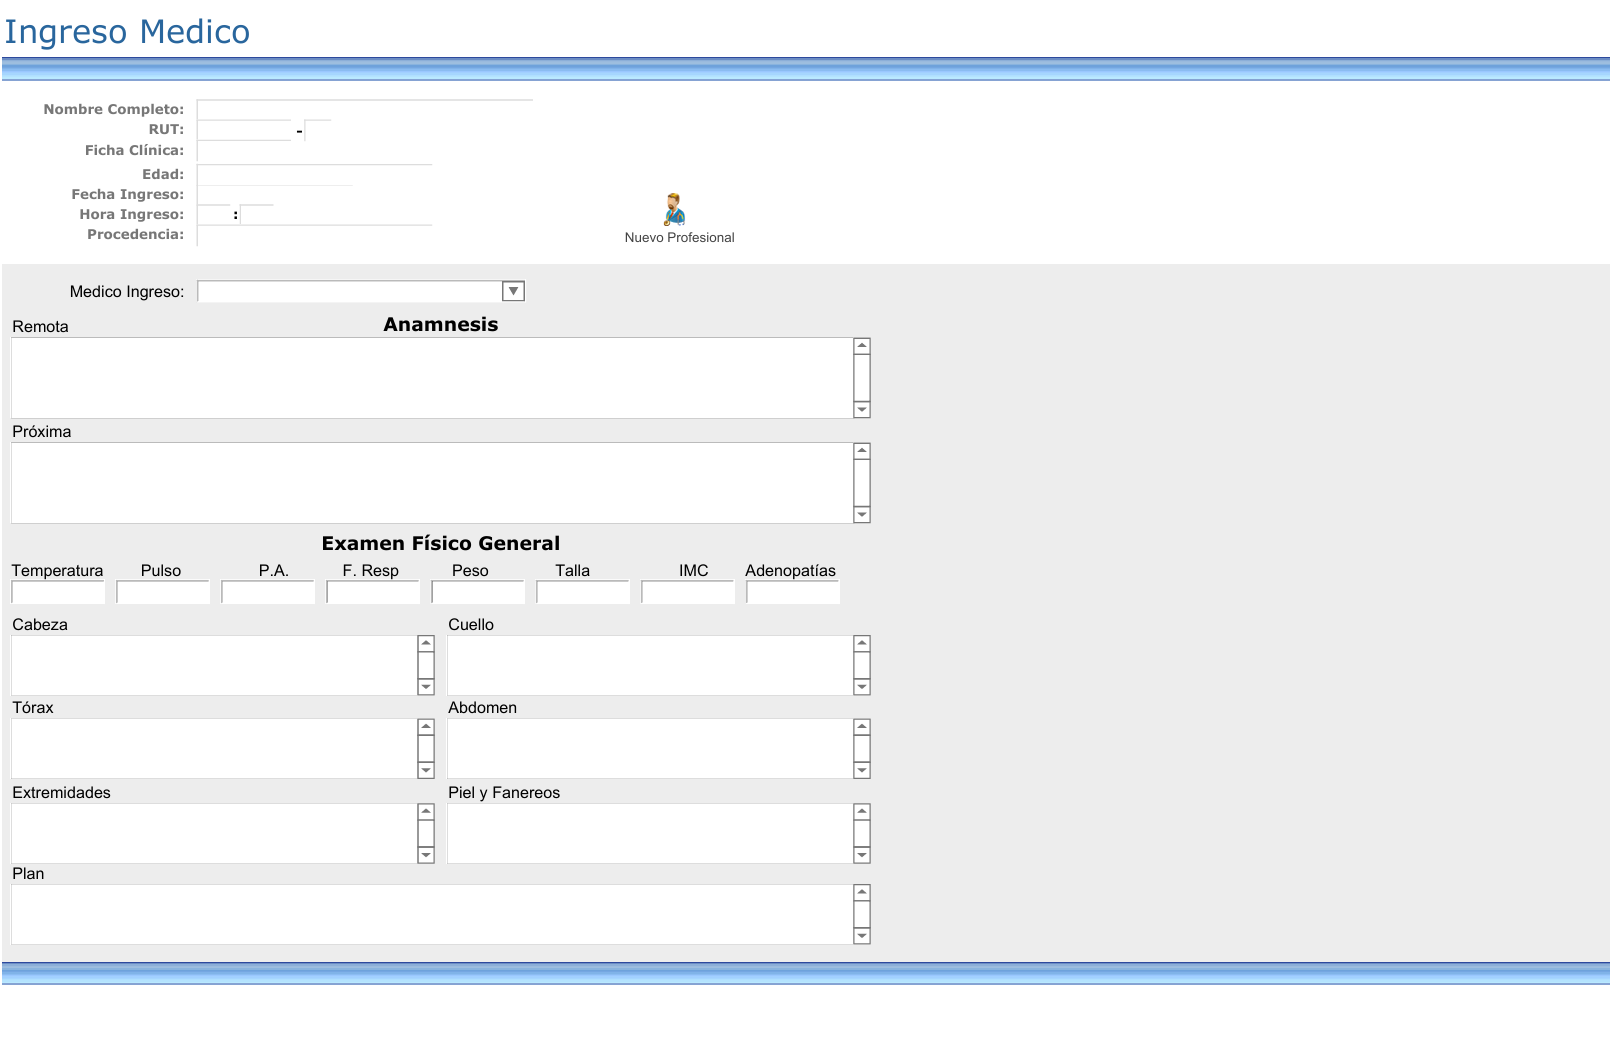 Ingreso Medico
Nombre Completo:
RUT: -
Ficha Clínica:
Edad:
Fecha Ingreso:
Hora Ingreso: :
Procedencia:
Nuevo Profesional
Medico Ingreso:
Anamnesis
Remota
Próxima
Examen Físico General
Temperatura Pulso P.A. F. Resp Peso Talla IMC Adenopatías
Cabeza Cuello
Tórax Abdomen
Extremidades Piel y Fanereos
Plan